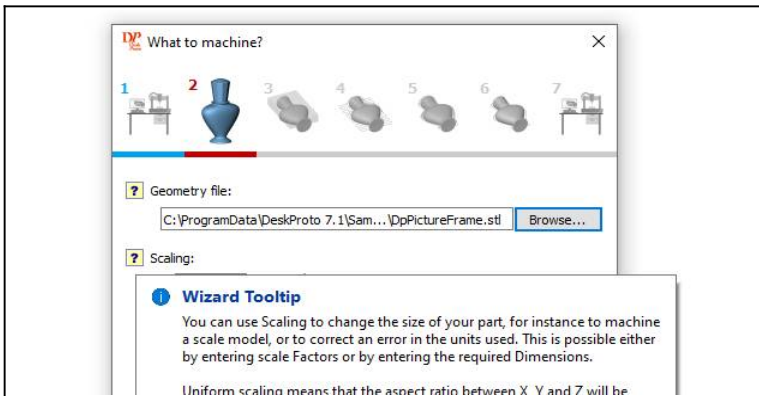 DP What to machine?
1 2 3 4 5 6 7
? Geometry file:
C:\ProgramData\DeskProto 7.1\Sam...\DpPictureFrame.stl Browse...
? Scaling:
i Wizard Tooltip
You can use Scaling to change the size of your part, for instance to machine
a scale model, or to correct an error in the units used. This is possible either
by entering scale Factors or by entering the required Dimensions.
Uniform scaling means that the aspect ratio between X, Y and Z will be